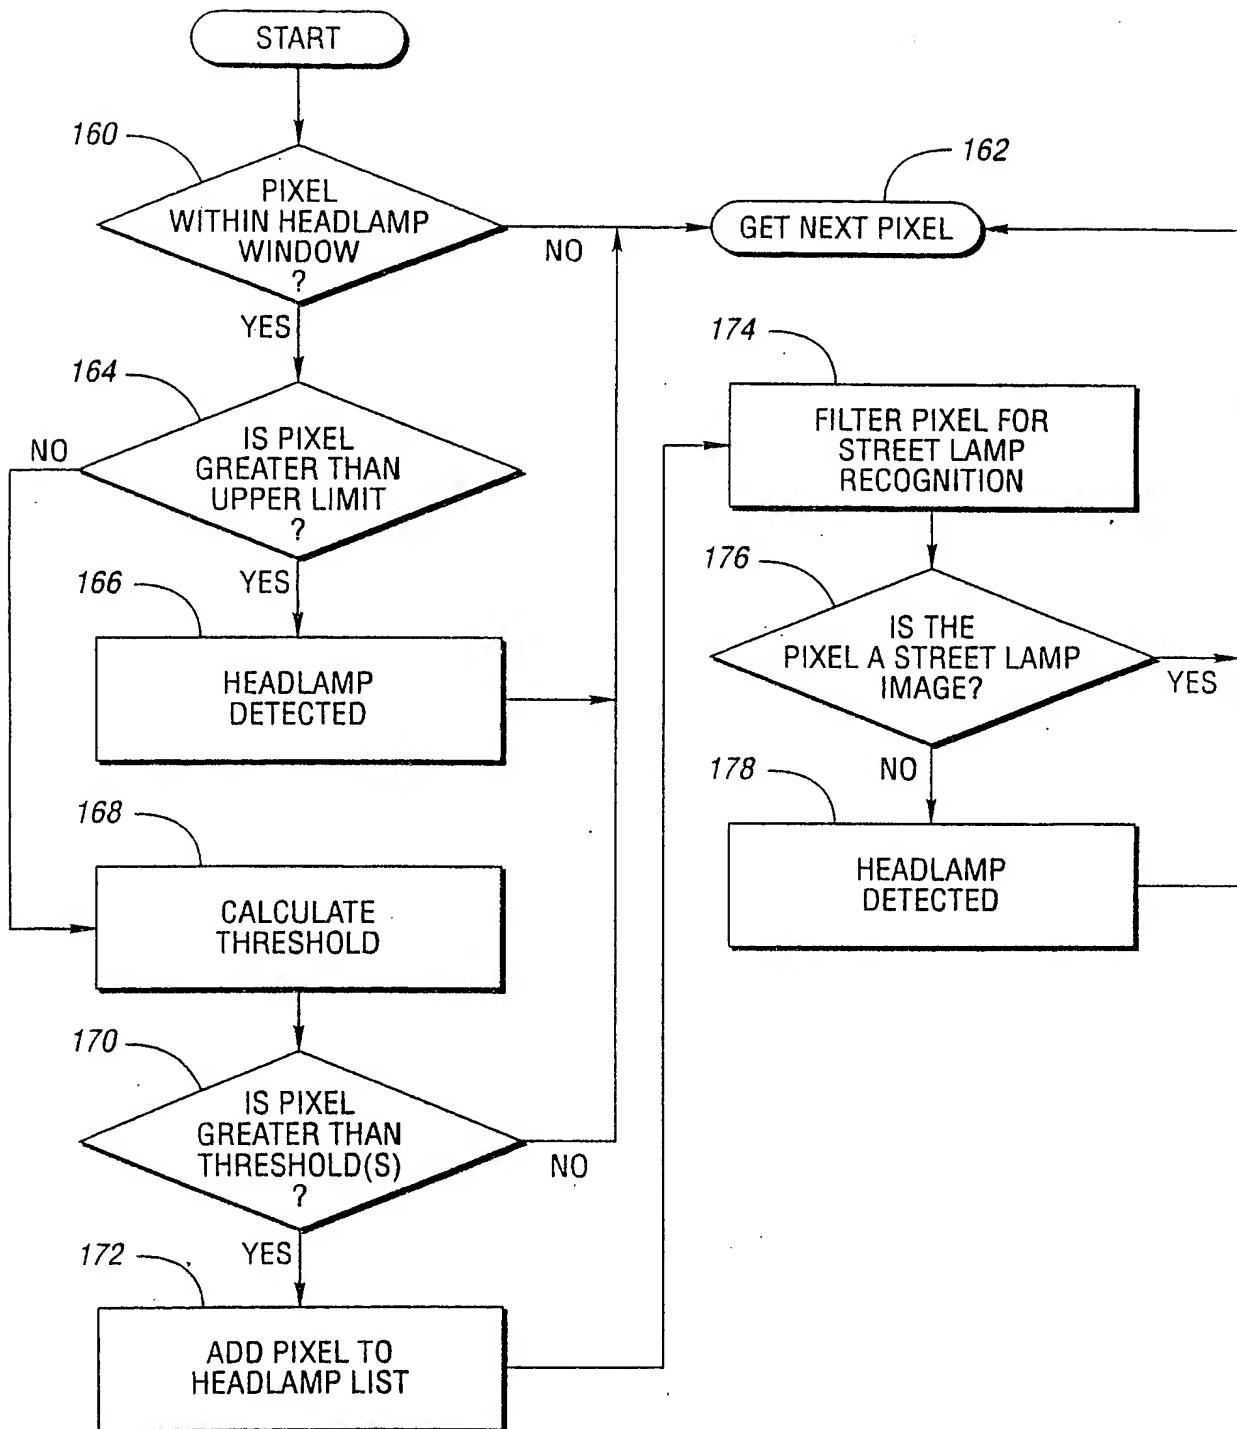 START
160
PIXEL
WITHIN HEADLAMP
WINDOW
?
NO
YES
162
GET NEXT PIXEL
164
IS PIXEL
GREATER THAN
UPPER LIMIT
?
NO
YES
166
HEADLAMP
DETECTED
168
CALCULATE
THRESHOLD
170
IS PIXEL
GREATER THAN
THRESHOLD(S)
?
NO
YES
172
ADD PIXEL TO
HEADLAMP LIST
174
FILTER PIXEL FOR
STREET LAMP
RECOGNITION
176
IS THE
PIXEL A STREET LAMP
IMAGE?
YES
NO
178
HEADLAMP
DETECTED